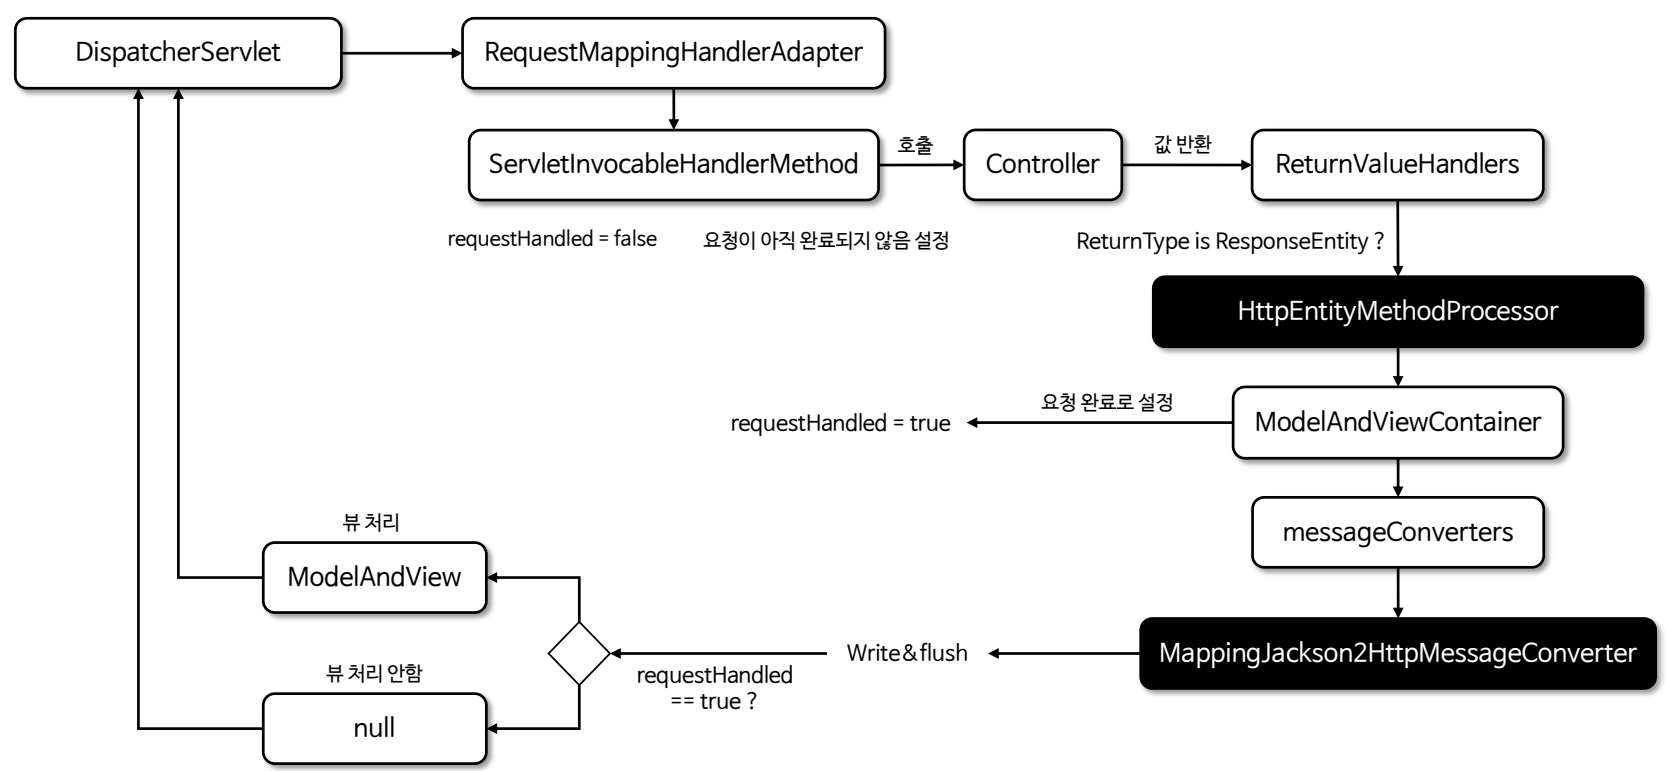 DispatcherServlet
RequestMappingHandlerAdapter
ServletInvocableHandlerMethod
호출
Controller
값 반환
ReturnValueHandlers
requestHandled = false
요청이 아직 완료되지 않음 설정
ReturnType is ResponseEntity ?
HttpEntityMethodProcessor
requestHandled = true
요청 완료로 설정
ModelAndViewContainer
messageConverters
뷰 처리
ModelAndView
Write&flush
MappingJackson2HttpMessageConverter
requestHandled
== true ?
뷰 처리 안함
null